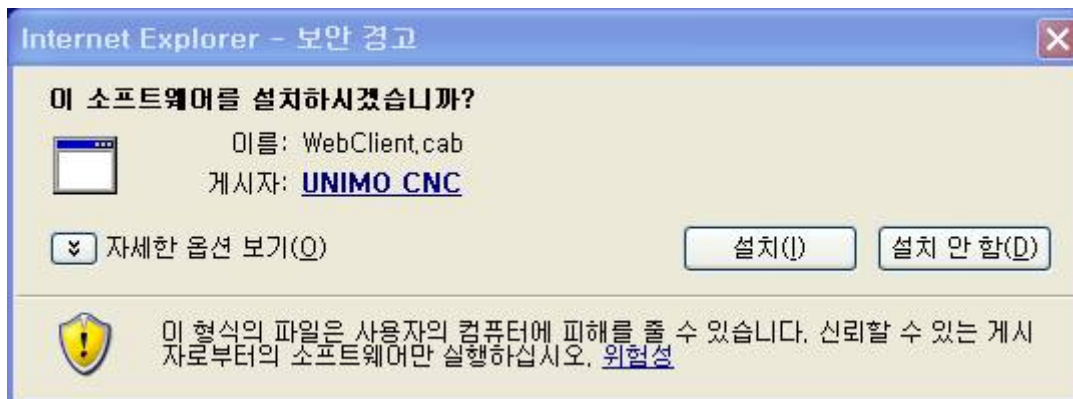 Internet Explorer - 보안 경고
이 소프트웨어를 설치하시겠습니까?
이름: WebClient.cab
게시자: UNIMO CNC
자세한 옵션 보기(O)
설치(I)
설치 안 함(D)
이 형식의 파일은 사용자의 컴퓨터에 피해를 줄 수 있습니다. 신뢰할 수 있는 게시
자로부터의 소프트웨어만 실행하십시오. 위험성